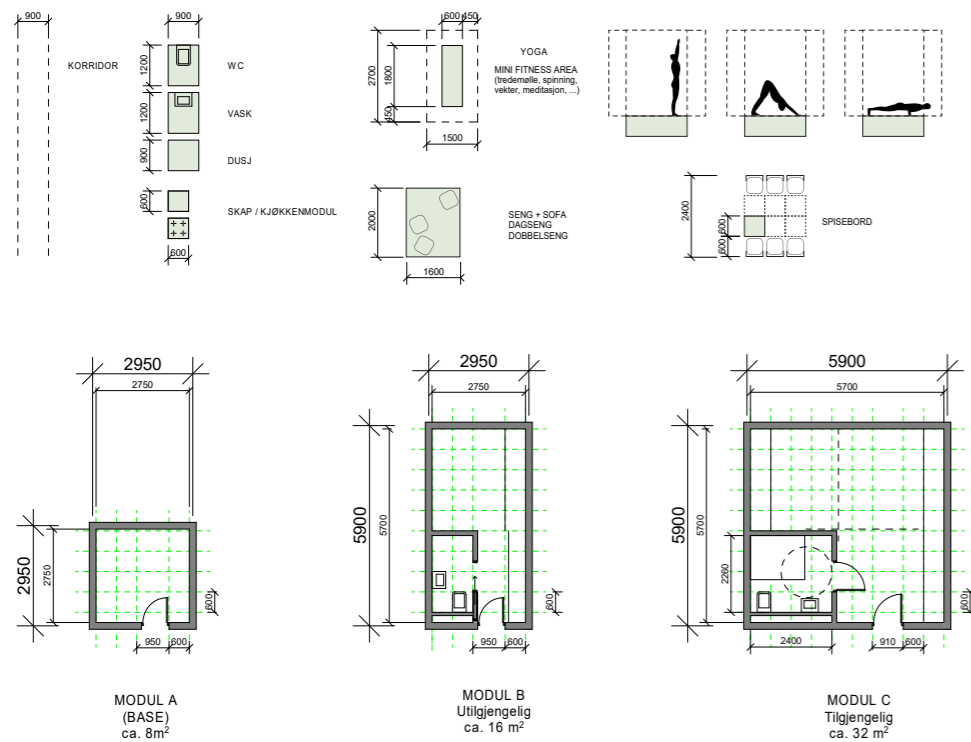 900
KORRIDOR
900
1200
WC
1200
VASK
900
DUSJ
600
SKAP / KJØKKENMODUL
600
600
450
2700
1800
450
1500
YOGA
MINI FITNESS AREA
(tredemølle, spinning,
vekter, meditasjon, ...)
2000
1600
SENG + SOFA
DAGSENG
DOBBELSENG
2400
600
600
SPISEBORD
2950
2750
2950
2750
600
950
600
MODUL A
(BASE)
ca. 8m²
2950
2750
5900
5700
600
950
600
MODUL B
Utilgjengelig
ca. 16 m²
5900
5700
5900
5700
2260
600
2400
910
600
MODUL C
Tilgjengelig
ca. 32 m²